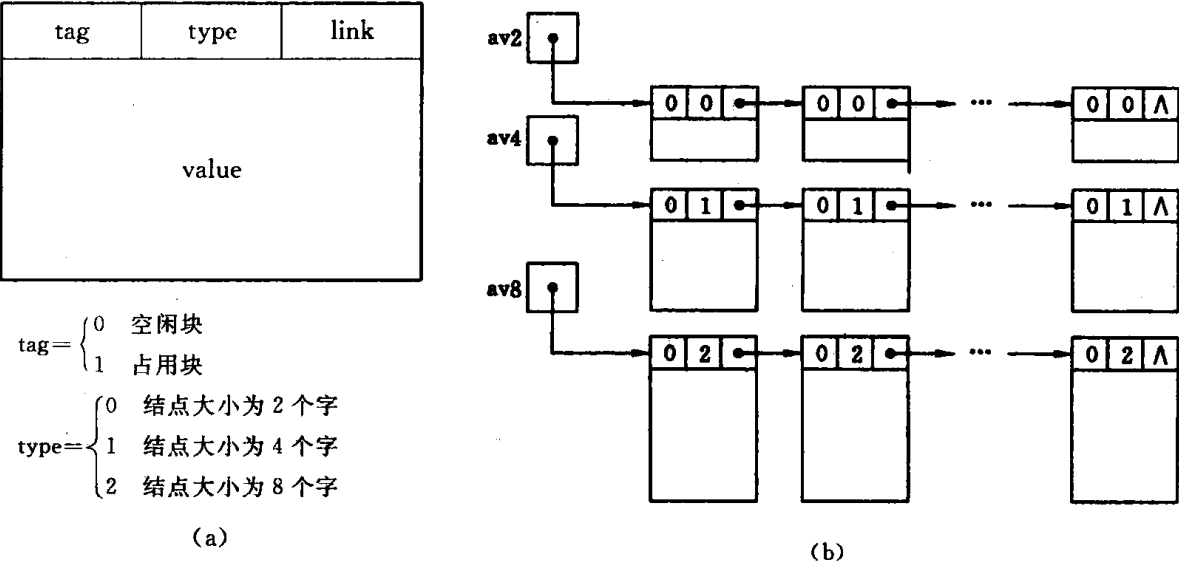 tag type link
value
tag= 0 空闲块
1 占用块
type= 0 结点大小为 2 个字
1 结点大小为 4 个字
2 结点大小为 8 个字
(a)
av2
0 0 0 0 ··· 0 0 ∧
av4
0 1 0 1 ··· 0 1 ∧
av8
0 2 0 2 ··· 0 2 ∧
(b)